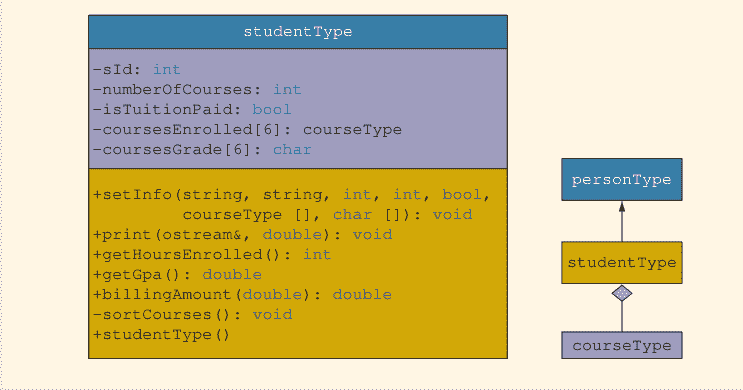 studentType
-sId: int
-numberOfCourses: int
-isTuitionPaid: bool
-coursesEnrolled[6]: courseType
-coursesGrade[6]: char
+setInfo(string, string, int, int, bool,
courseType [], char []): void
+print(ostream&, double): void
+getHoursEnrolled(): int
+getGpa(): double
+billingAmount(double): double
-sortCourses(): void
+studentType()
personType
studentType
courseType